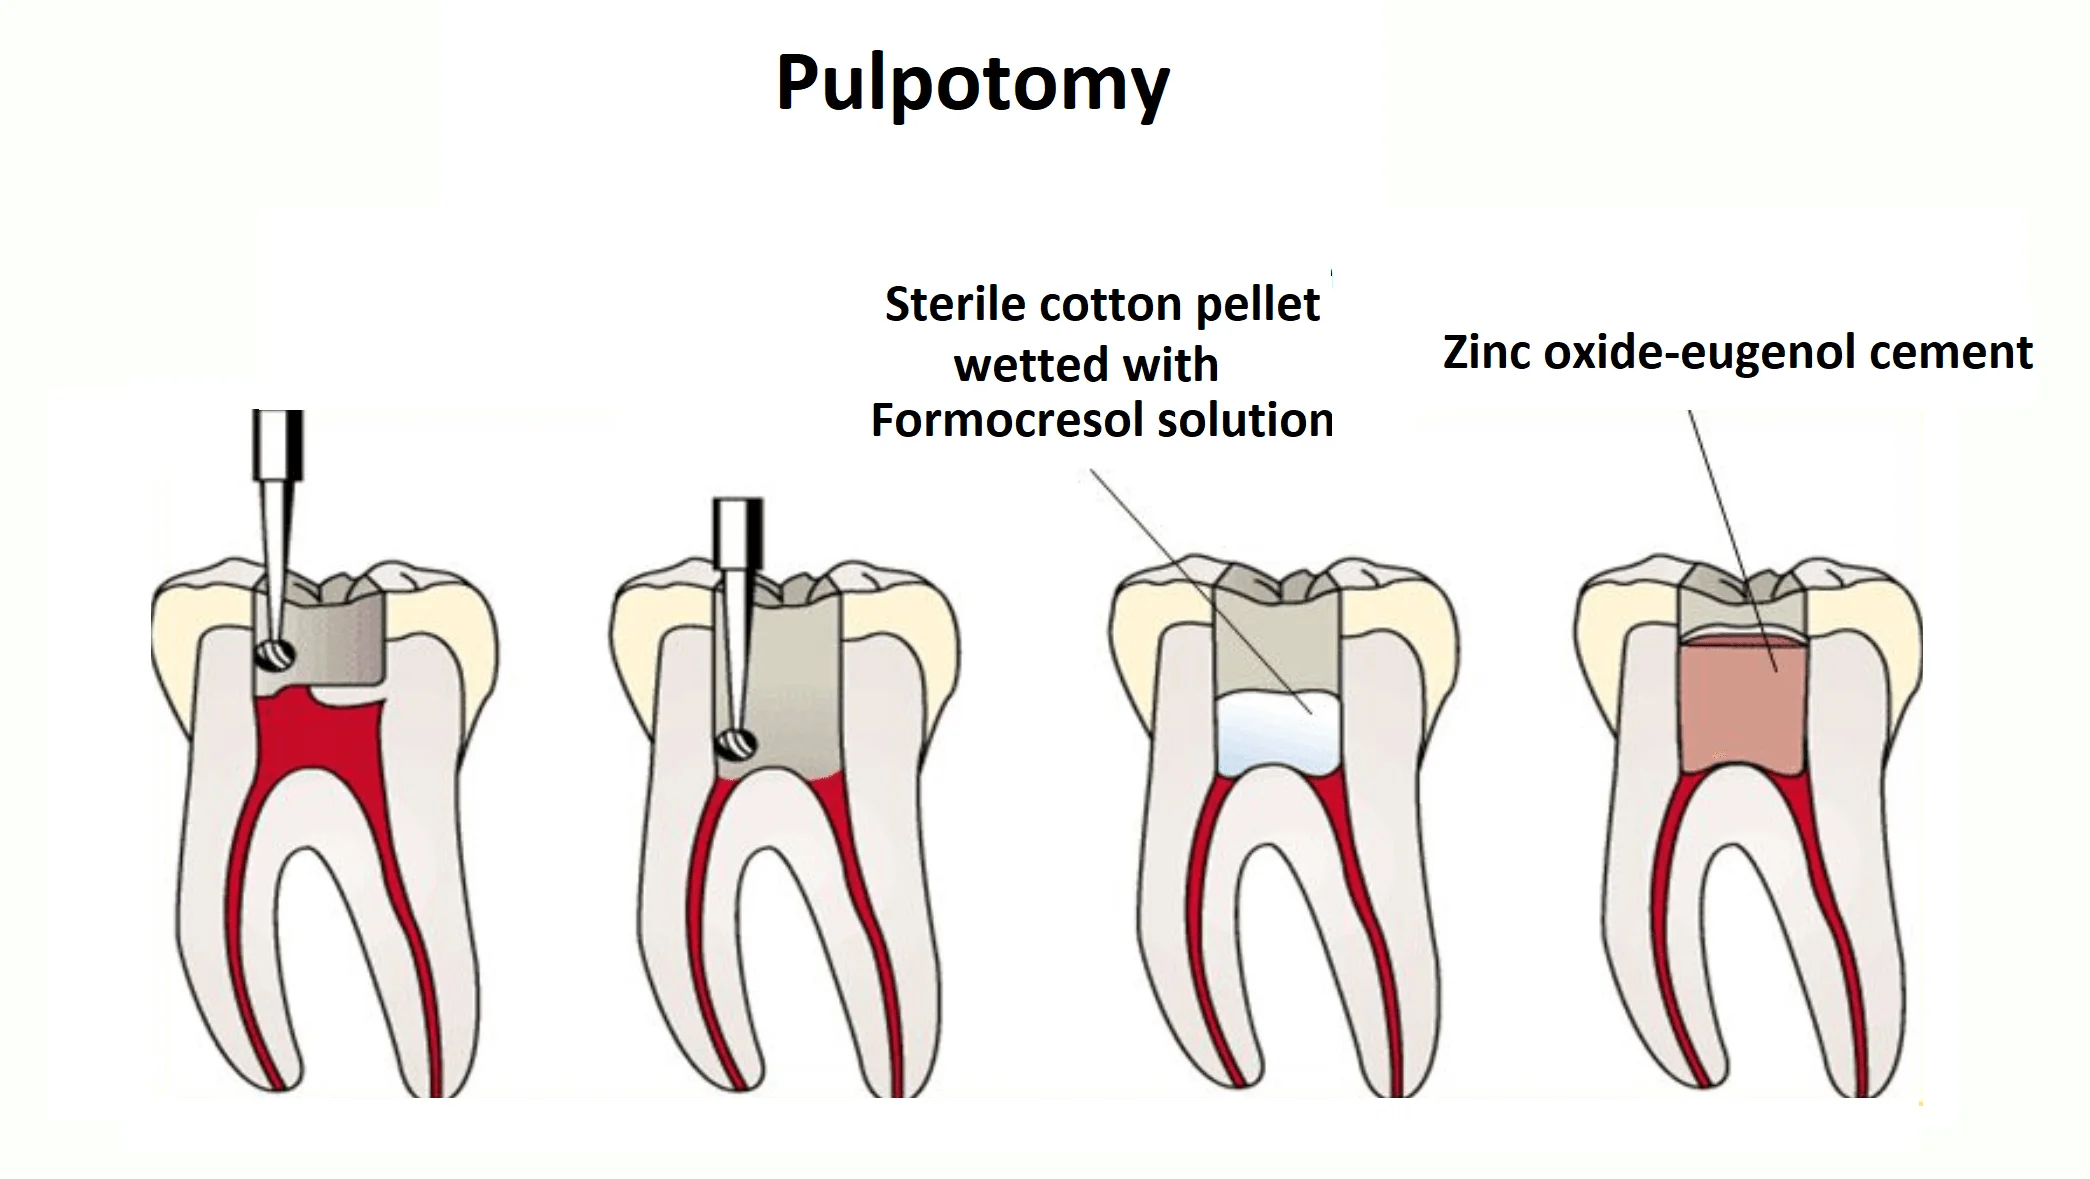 Pulpotomy
Sterile cotton pellet
wetted with
Formocresol solution
Zinc oxide-eugenol cement